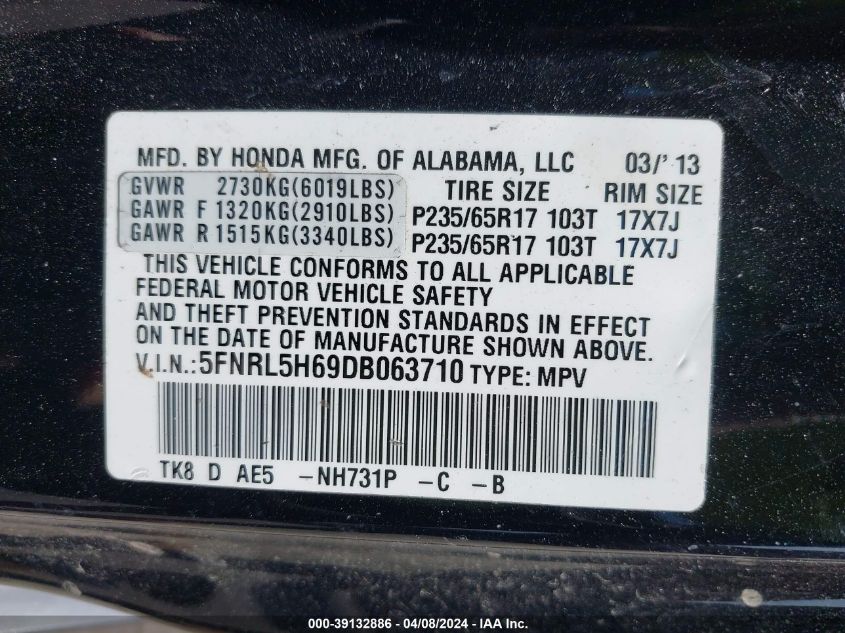 MFD. BY HONDA MFG. OF ALABAMA, LLC 03/'13
GVWR 2730KG(6019LBS) TIRE SIZE RIM SIZE
GAWR F 1320KG(2910LBS) P235/65R17 103T 17X7J
GAWR R 1515KG(3340LBS) P235/65R17 103T 17X7J
THIS VEHICLE CONFORMS TO ALL APPLICABLE
FEDERAL MOTOR VEHICLE SAFETY
AND THEFT PREVENTION STANDARDS IN EFFECT
ON THE DATE OF MANUFACTURE SHOWN ABOVE.
V.I.N.:5FNRL5H69DB063710 TYPE: MPV
TK8 D AE5 -NH731P -C -B
000-39132886 - 04/08/2024 - IAA Inc.